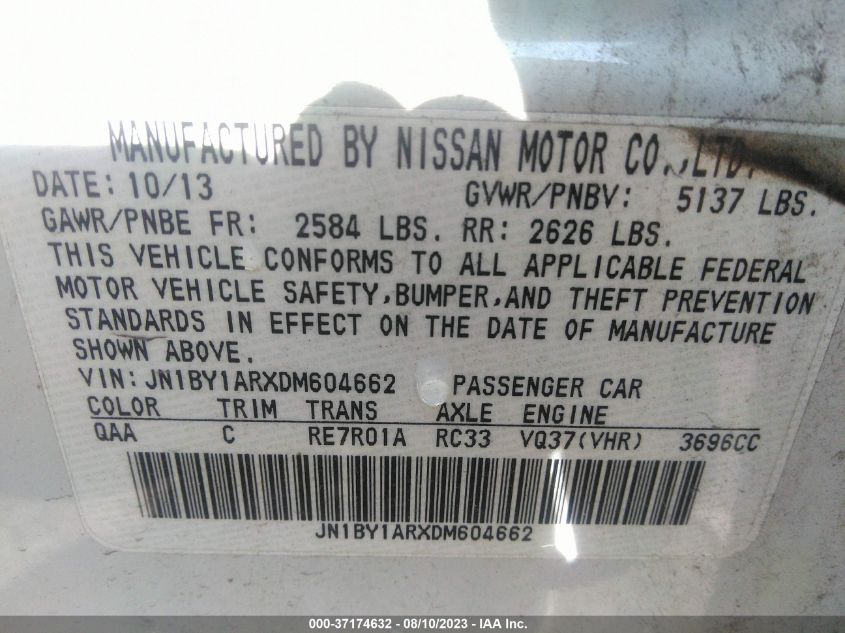 MANUFACTURED BY NISSAN MOTOR CO.,LTD.
DATE: 10/13 GVWR/PNBV: 5137 LBS.
GAWR/PNBE FR: 2584 LBS. RR: 2626 LBS.
THIS VEHICLE CONFORMS TO ALL APPLICABLE FEDERAL
MOTOR VEHICLE SAFETY,BUMPER,AND THEFT PREVENTION
STANDARDS IN EFFECT ON THE DATE OF MANUFACTURE
SHOWN ABOVE.
VIN: JN1BY1ARXDM604662 PASSENGER CAR
COLOR TRIM TRANS AXLE ENGINE
QAA C RE7R01A RC33 VQ37(VHR) 3696CC
JN1BY1ARXDM604662
000-37174632 - 08/10/2023 - IAA Inc.